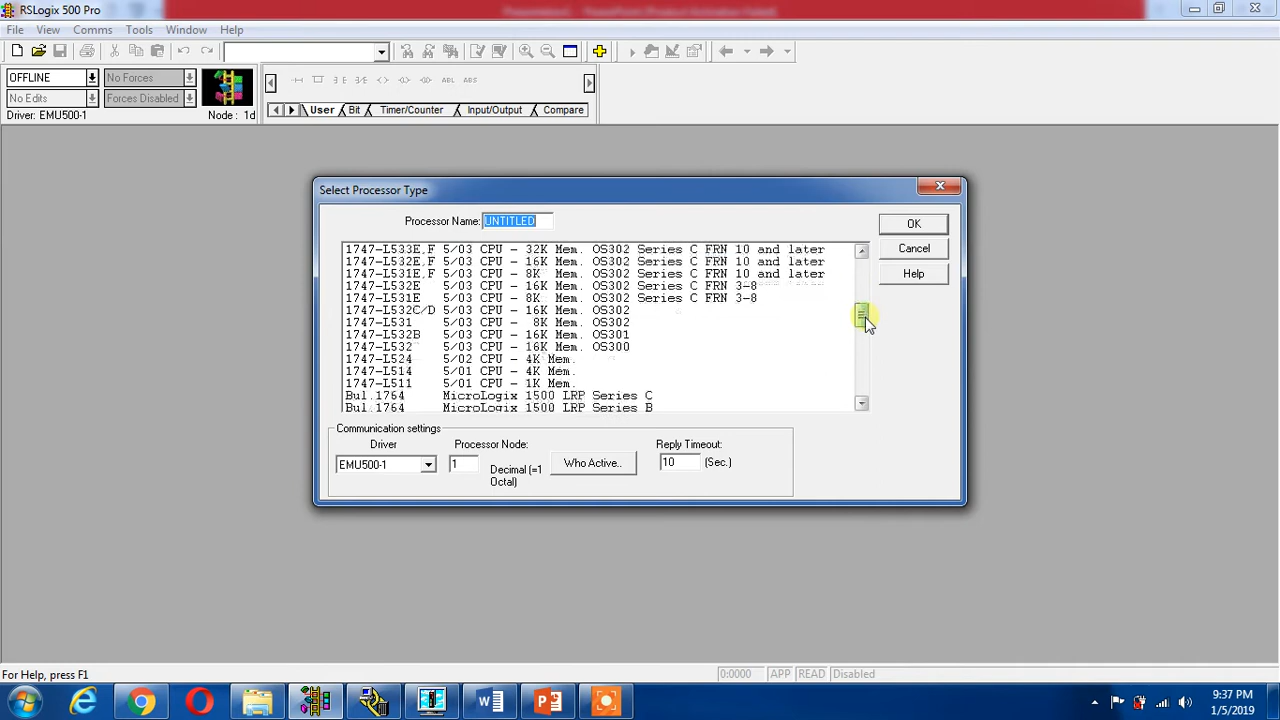 RSLogix 500 Pro
File View Comms Tools Window Help
OFFLINE No Forces
No Edits Forces Disabled
Driver: EMU500-1 Node : 1d
ABL ABS
User Bit Timer/Counter Input/Output Compare
Select Processor Type
Processor Name: UNTITLED
OK
Cancel
Help
1747-L533E,F 5/03 CPU - 32K Mem. OS302 Series C FRN 10 and later
1747-L532E,F 5/03 CPU - 16K Mem. OS302 Series C FRN 10 and later
1747-L531E,F 5/03 CPU - 8K Mem. OS302 Series C FRN 10 and later
1747-L532E 5/03 CPU - 16K Mem. OS302 Series C FRN 3-8
1747-L531E 5/03 CPU - 8K Mem. OS302 Series C FRN 3-8
1747-L532C/D 5/03 CPU - 16K Mem. OS302
1747-L531 5/03 CPU - 8K Mem. OS302
1747-L532B 5/03 CPU - 16K Mem. OS301
1747-L532 5/03 CPU - 16K Mem. OS300
1747-L524 5/02 CPU - 4K Mem.
1747-L514 5/01 CPU - 4K Mem.
1747-L511 5/01 CPU - 1K Mem.
Bul.1764 MicroLogix 1500 LRP Series C
Bul.1764 MicroLogix 1500 LRP Series B
Communication settings
Driver Processor Node: Reply Timeout:
EMU500-1 1 Decimal (=1 Octal) Who Active.. 10 (Sec.)
For Help, press F1 0:0000 APP READ Disabled
9:37 PM
1/5/2019